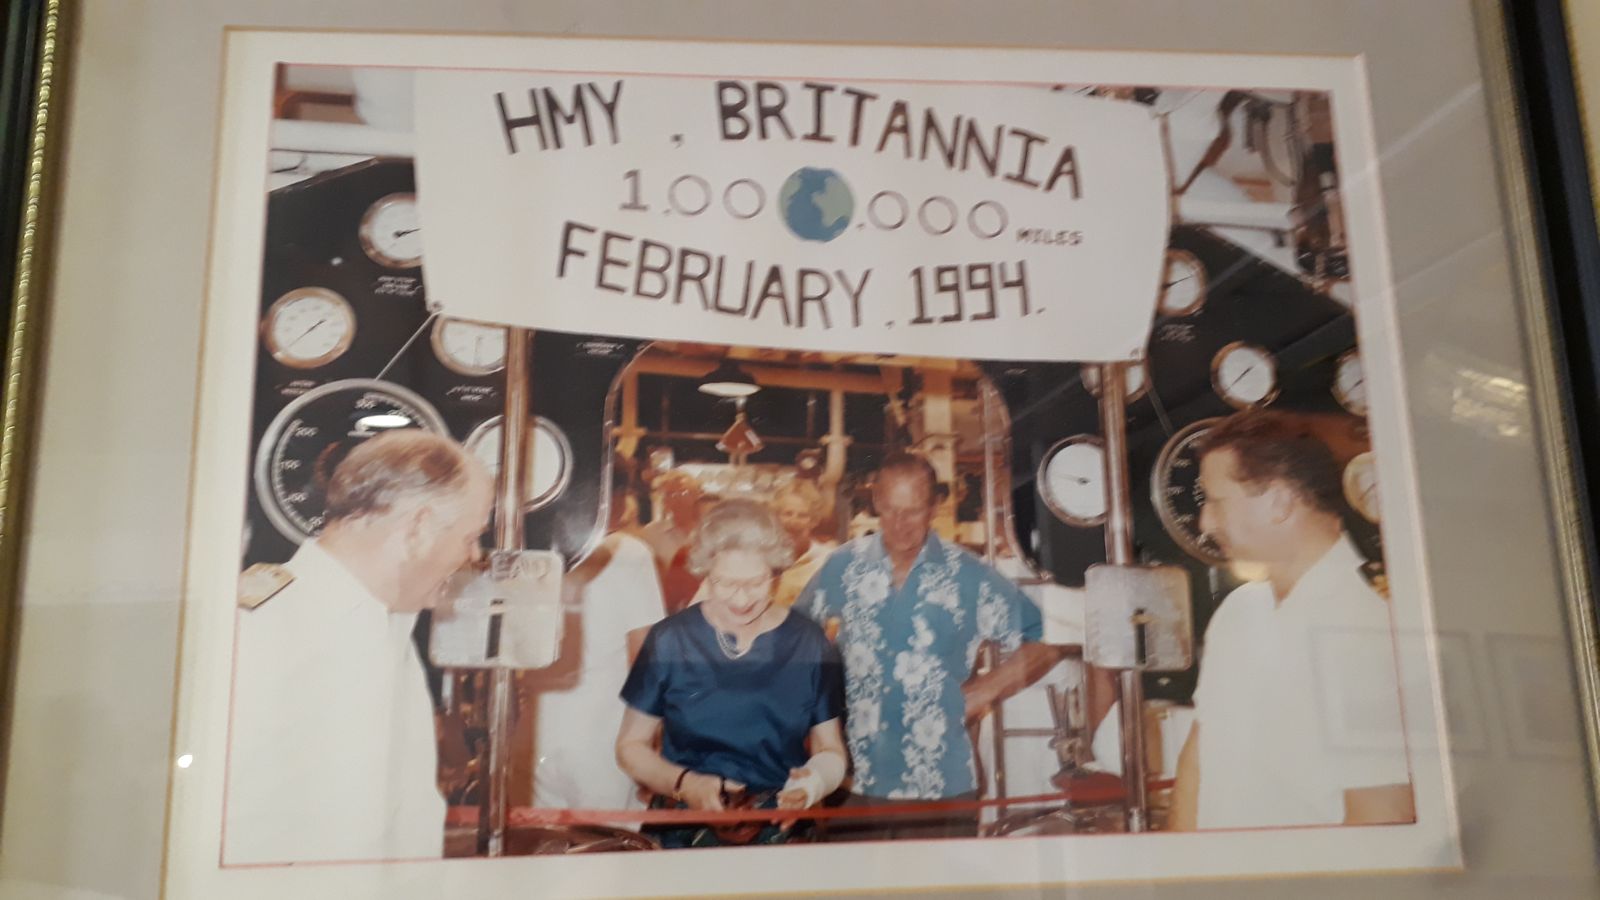 HMY. BRITANNIA
1.000.000 MILES
FEBRUARY. 1994.